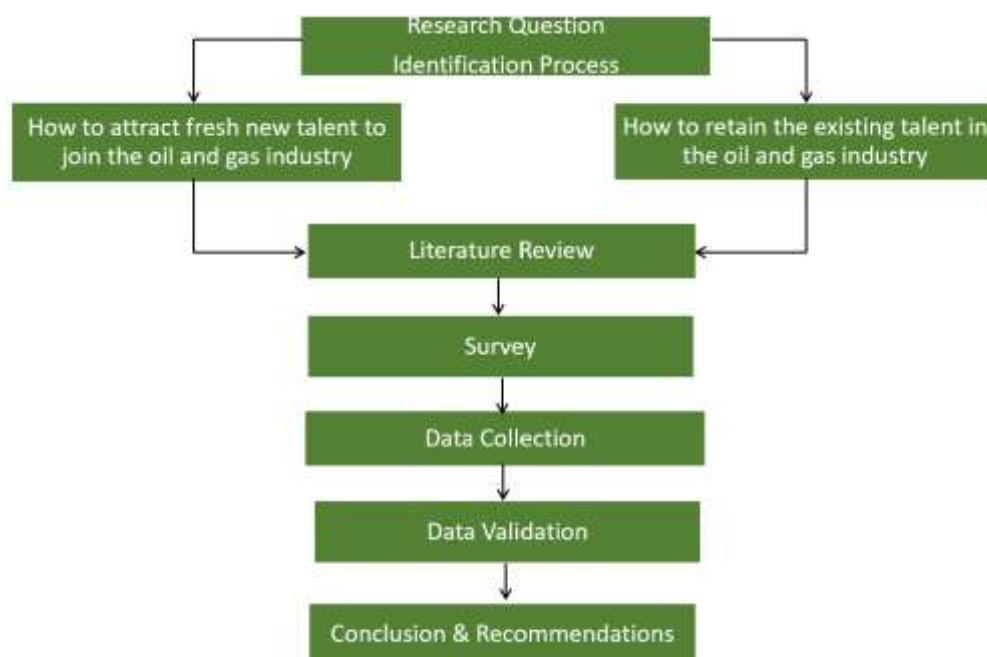 Research Question
Identification Process
How to attract fresh new talent to
join the oil and gas industry
How to retain the existing talent in
the oil and gas industry
Literature Review
Survey
Data Collection
Data Validation
Conclusion & Recommendations